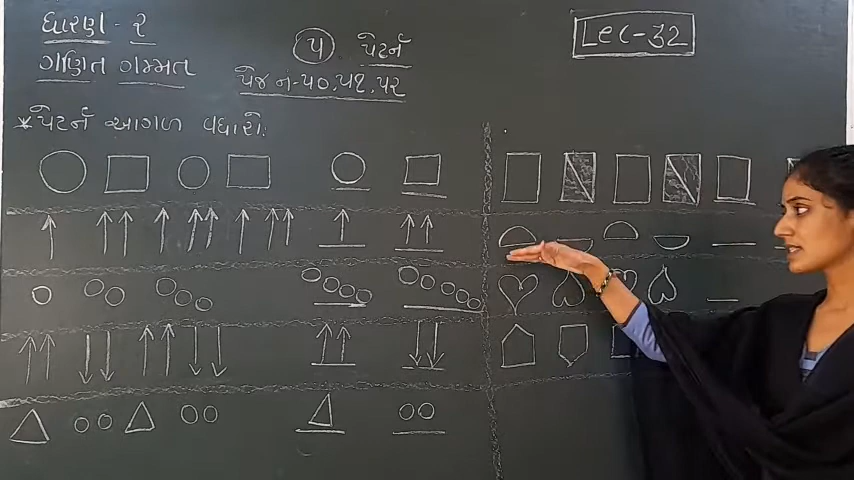 ધોરણ - ૨
Lec-32
૫ પેટર્ન
ગણિત ગમ્મત
પેજ નં-૫૦,૫૧,૫૨
*પેટર્ન આગળ વધારો.